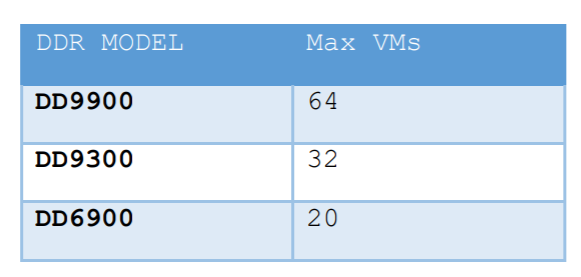 DDR MODEL Max VMs
DD9900 64
DD9300 32
DD6900 20